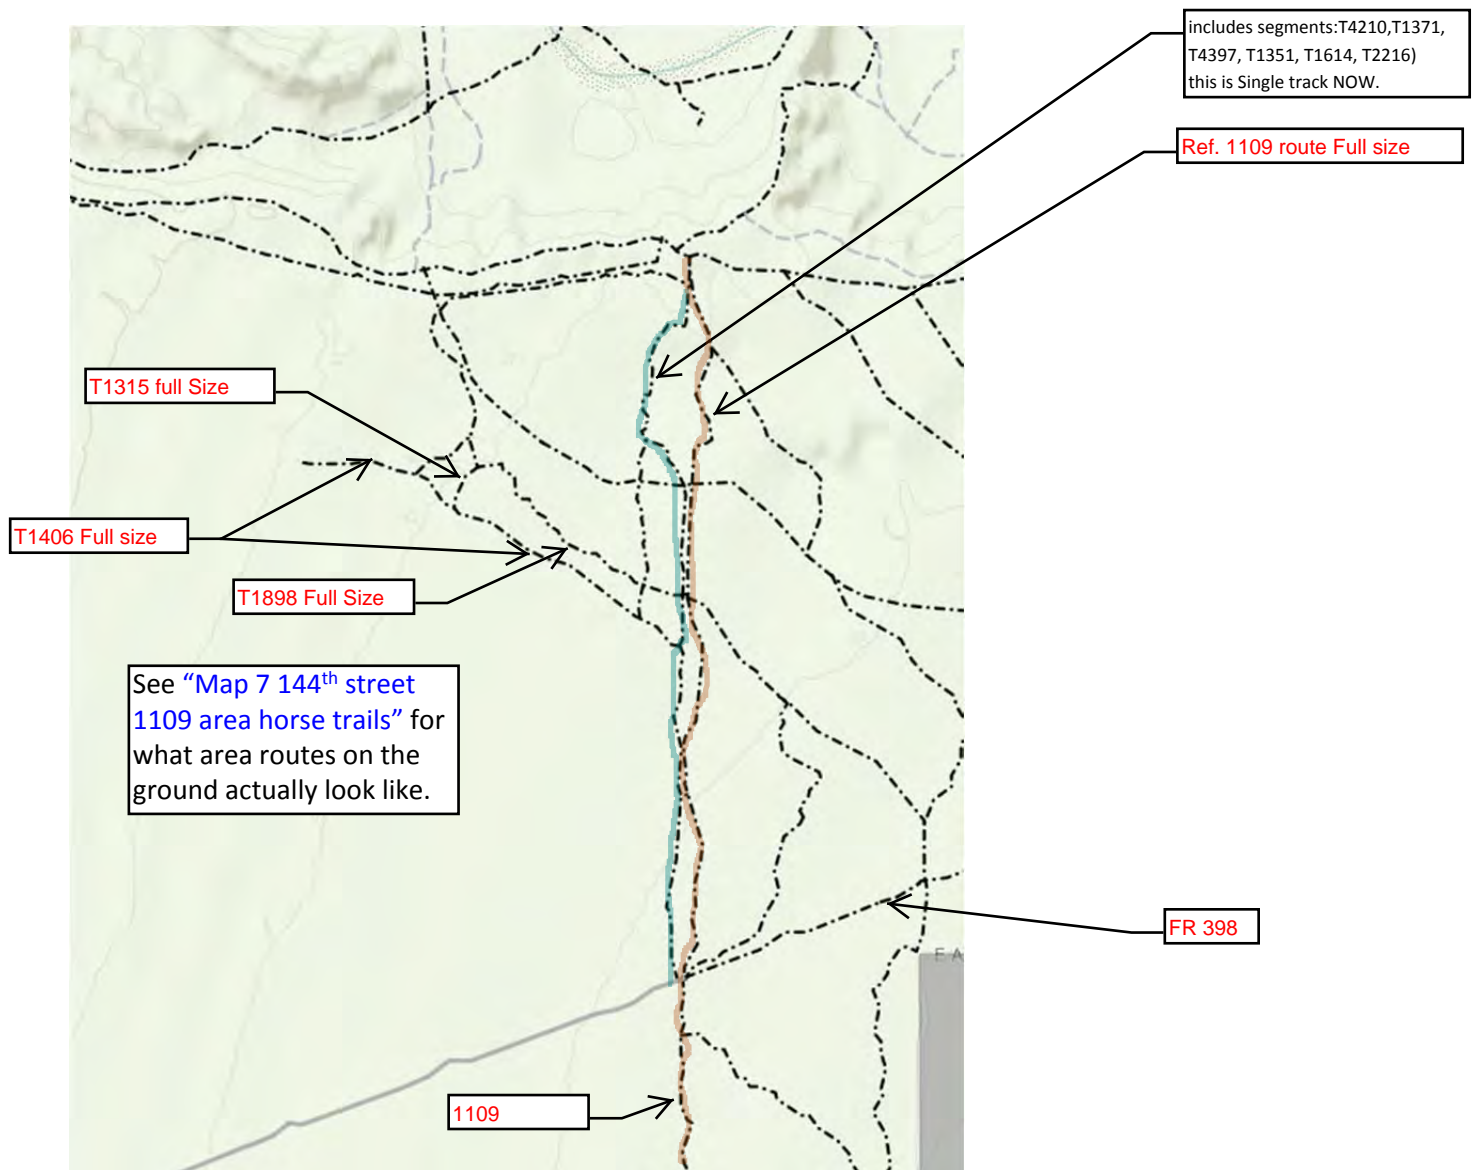 includes segments:T4210,T1371,
T4397, T1351, T1614, T2216)
this is Single track NOW.
Ref. 1109 route Full size
T1315 full Size
T1406 Full size
T1898 Full Size
See “Map 7 144th street
1109 area horse trails” for
what area routes on the
ground actually look like.
FR 398
E A
1109